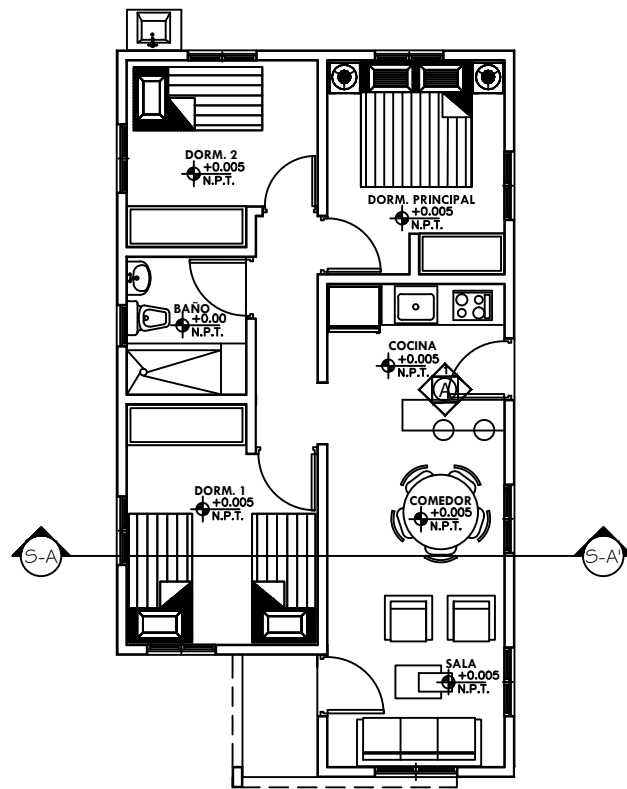 DORM. 2
+0.005
N.P.T.
DORM. PRINCIPAL
+0.005
N.P.T.
BAÑO
+0.00
N.P.T.
COCINA
+0.005
N.P.T.
A
DORM. 1
+0.005
N.P.T.
COMEDOR
+0.005
N.P.T.
S-A
S-A'
SALA
+0.005
N.P.T.